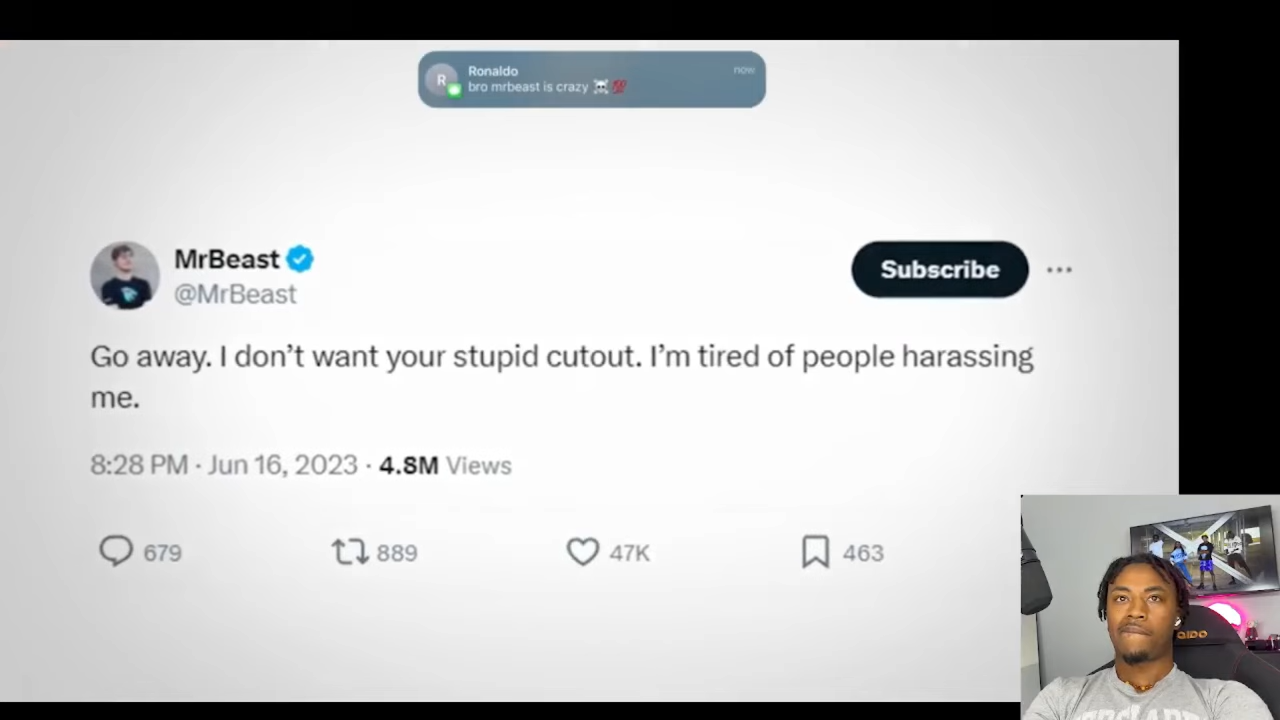 Ronaldo
now
R
bro mrbeast is crazy ☠️ 💯
MrBeast
@MrBeast
Subscribe
Go away. I don’t want your stupid cutout. I’m tired of people harassing
me.
8:28 PM · Jun 16, 2023 · 4.8M Views
679
889
47K
463